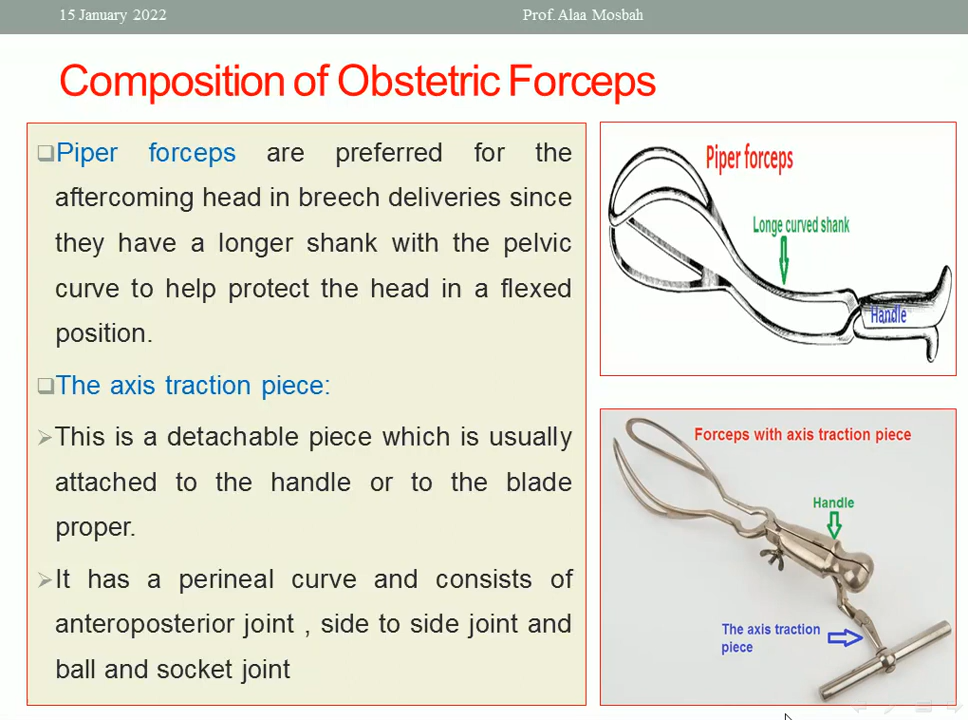 15 January 2022
Prof. Alaa Mosbah
Composition of Obstetric Forceps
Piper forceps are preferred for the
aftercoming head in breech deliveries since
they have a longer shank with the pelvic
curve to help protect the head in a flexed
position.
The axis traction piece:
This is a detachable piece which is usually
attached to the handle or to the blade
proper.
It has a perineal curve and consists of
anteroposterior joint , side to side joint and
ball and socket joint
Piper forceps
Longe curved shank
Handle
Forceps with axis traction piece
Handle
The axis traction
piece